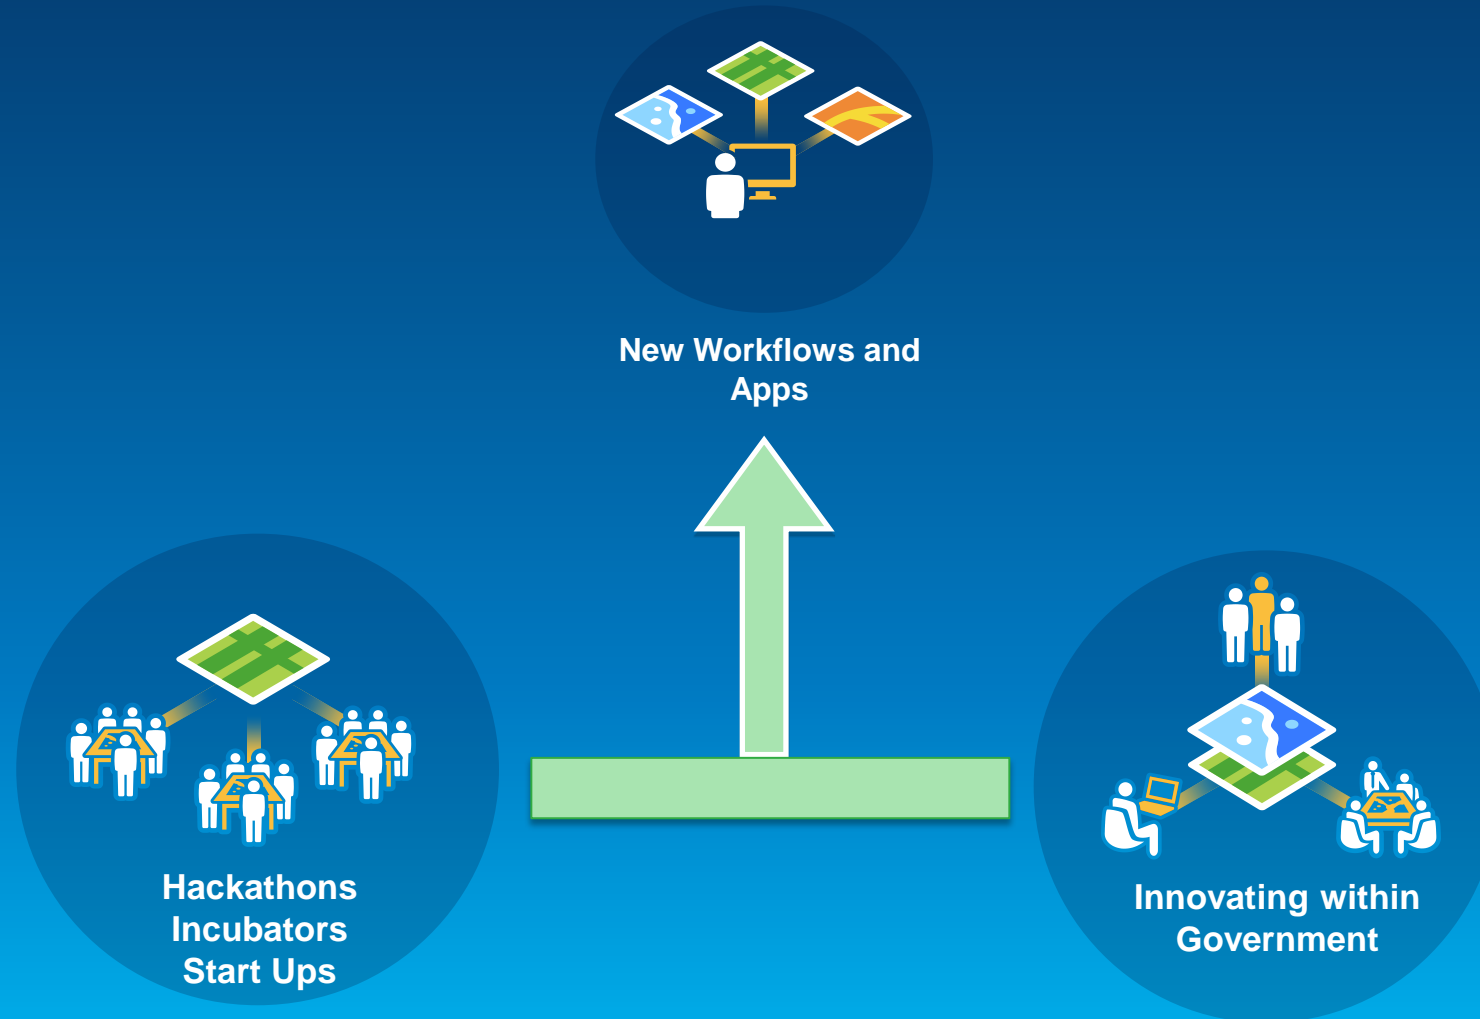 New Workflows and
Apps
Hackathons
Incubators
Start Ups
Innovating within
Government